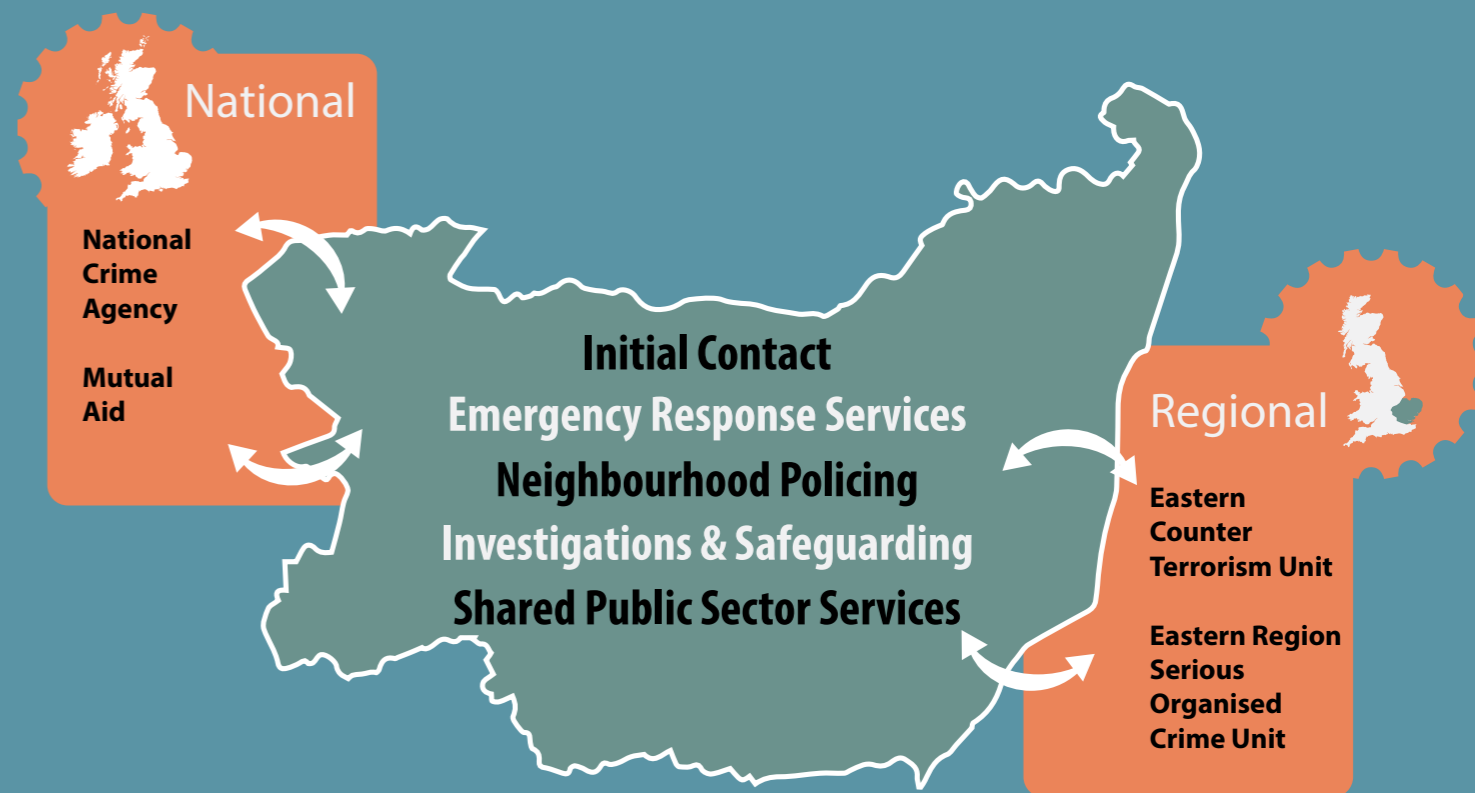 National
National
Crime
Agency
Mutual
Aid
Initial Contact
Emergency Response Services
Neighbourhood Policing
Investigations & Safeguarding
Shared Public Sector Services
Regional
Eastern
Counter
Terrorism Unit
Eastern Region
Serious
Organised
Crime Unit